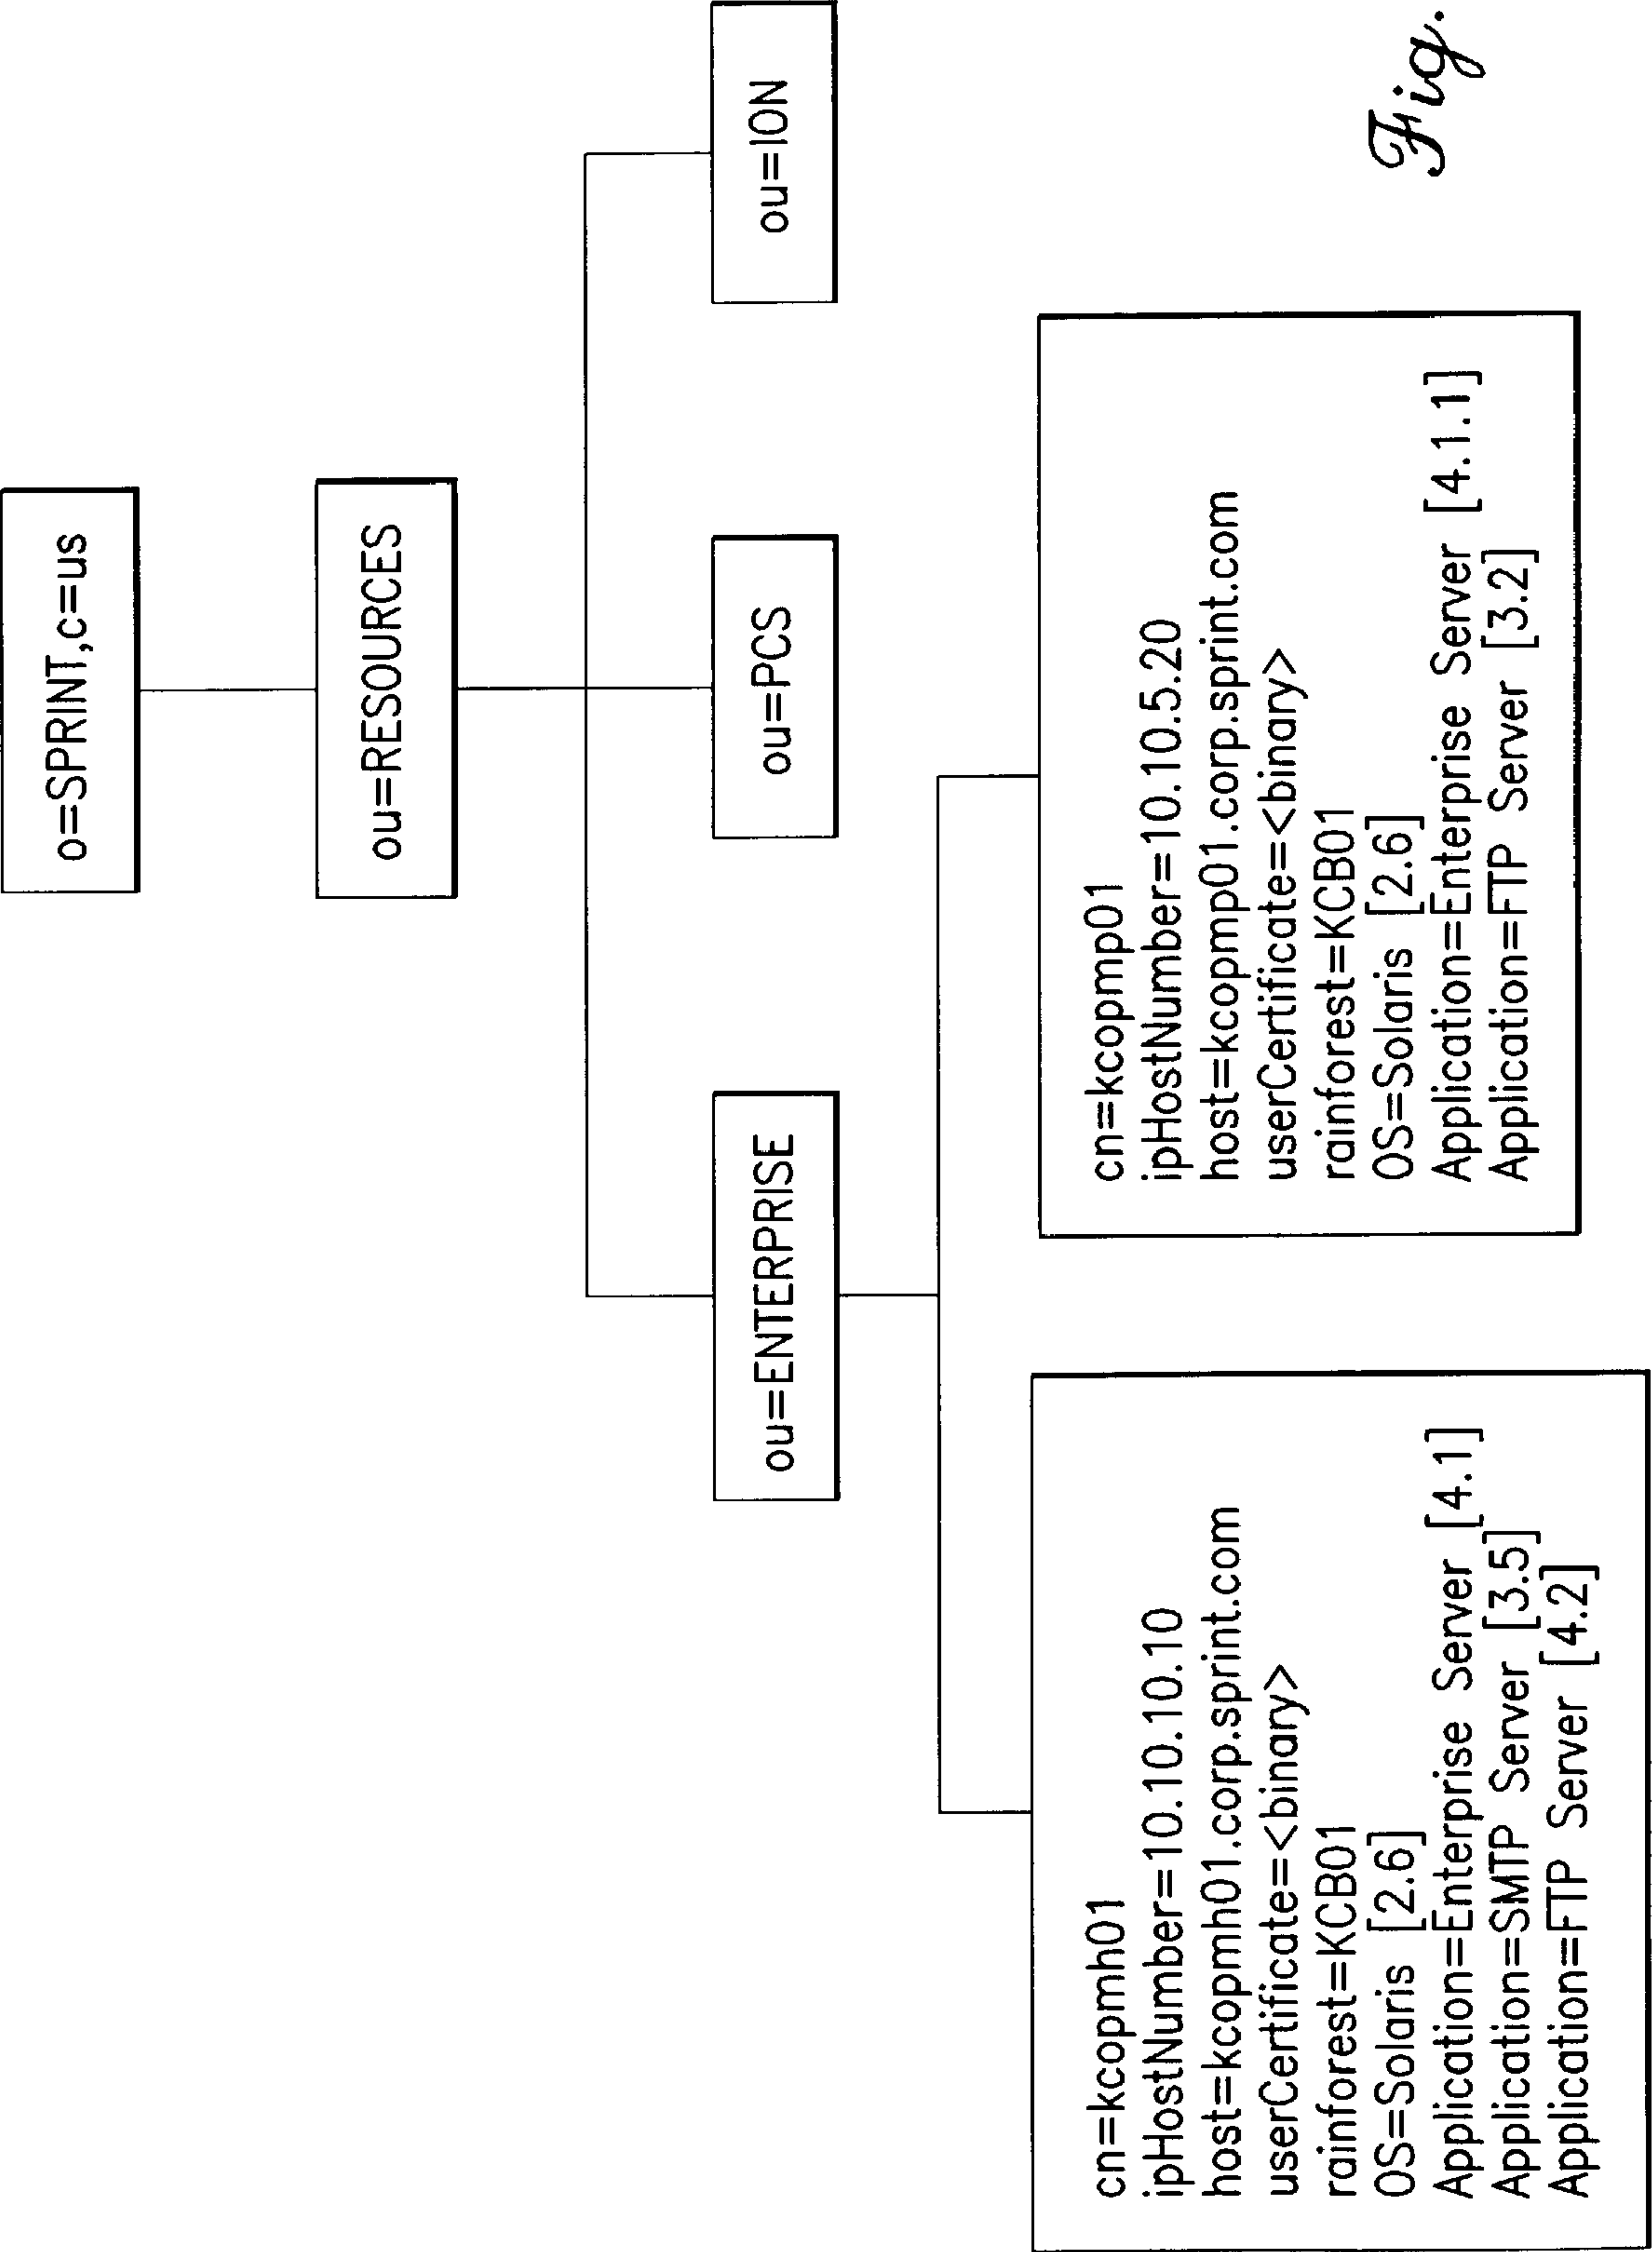 o=SPRINT,c=us
ou=RESOURCES
ou=ENTERPRISE
ou=PCS
ou=ION
cn=kcopmh01
ipHostNumber=10.10.10.10
host=kcopmh01.corp.sprint.com
userCertificate=<binary>
rainforest=KCB01
OS=Solaris [2.6]
Application=Enterprise Server [4.1]
Application=SMTP Server [3.5]
Application=FTP Server [4.2]
cn=kcopmp01
ipHostNumber=10.10.5.20
host=kcopmp01.corp.sprint.com
userCertificate=<binary>
rainforest=KCB01
OS=Solaris [2.6]
Application=Enterprise Server [4.1.1]
Application=FTP Server [3.2]
Fig.